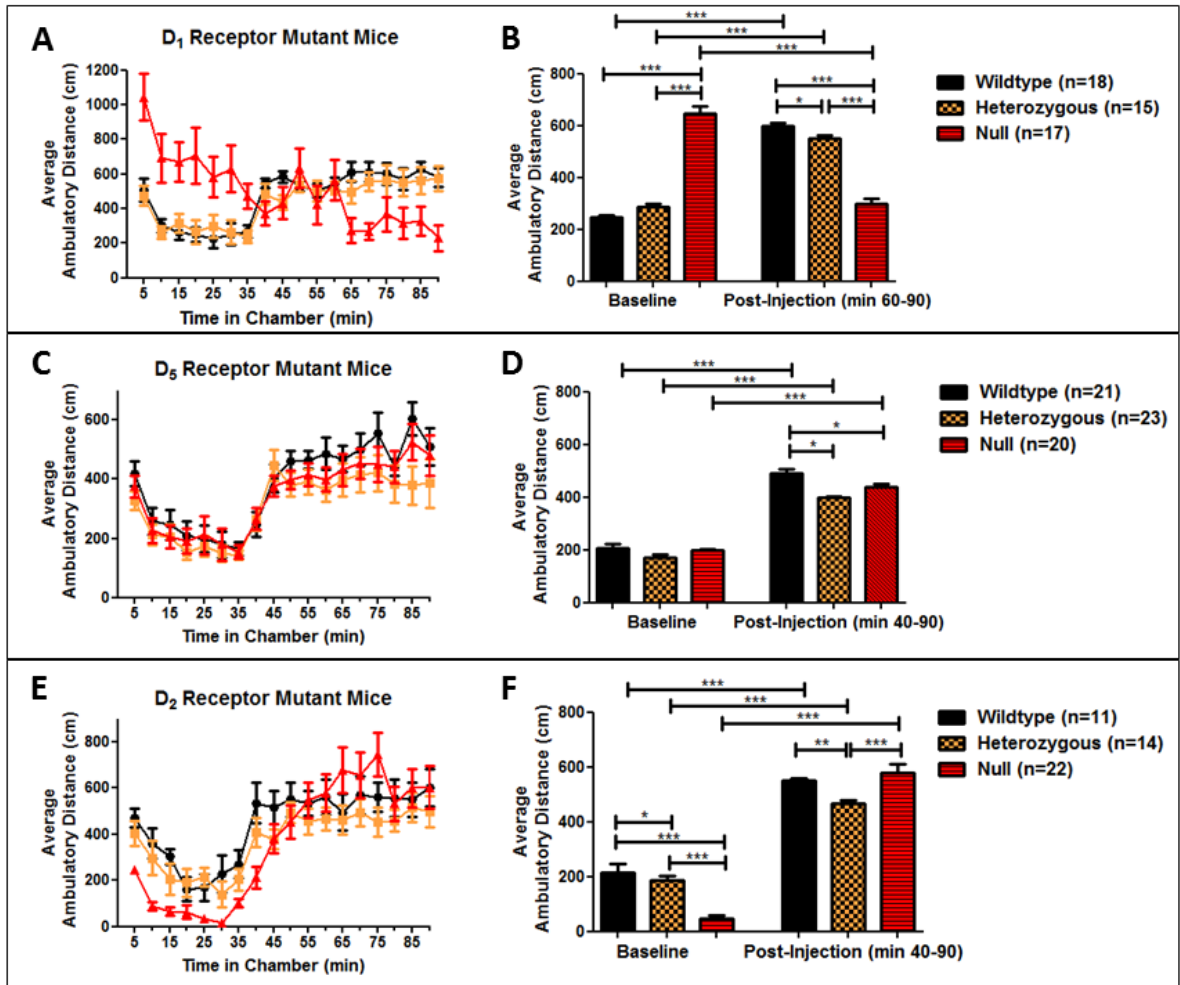 A
D1 Receptor Mutant Mice
Average
Ambulatory Distance (cm)
1200
1000
800
600
400
200
0
5 15 25 35 45 55 65 75 85
Time in Chamber (min)
B
Average
Ambulatory Distance (cm)
800
600
400
200
0
***
***
***
***
***
***
*
***
Baseline
Post-Injection (min 60-90)
Wildtype (n=18)
Heterozygous (n=15)
Null (n=17)
C
D5 Receptor Mutant Mice
Average
Ambulatory Distance (cm)
600
400
200
0
5 15 25 35 45 55 65 75 85
Time in Chamber (min)
D
Average
Ambulatory Distance (cm)
800
600
400
200
0
***
***
***
*
*
Baseline
Post-Injection (min 40-90)
Wildtype (n=21)
Heterozygous (n=23)
Null (n=20)
E
D2 Receptor Mutant Mice
Average
Ambulatory Distance (cm)
800
600
400
200
0
5 15 25 35 45 55 65 75 85
Time in Chamber (min)
F
Average
Ambulatory Distance (cm)
800
600
400
200
0
***
***
***
**
***
*
***
***
Baseline
Post-Injection (min 40-90)
Wildtype (n=11)
Heterozygous (n=14)
Null (n=22)